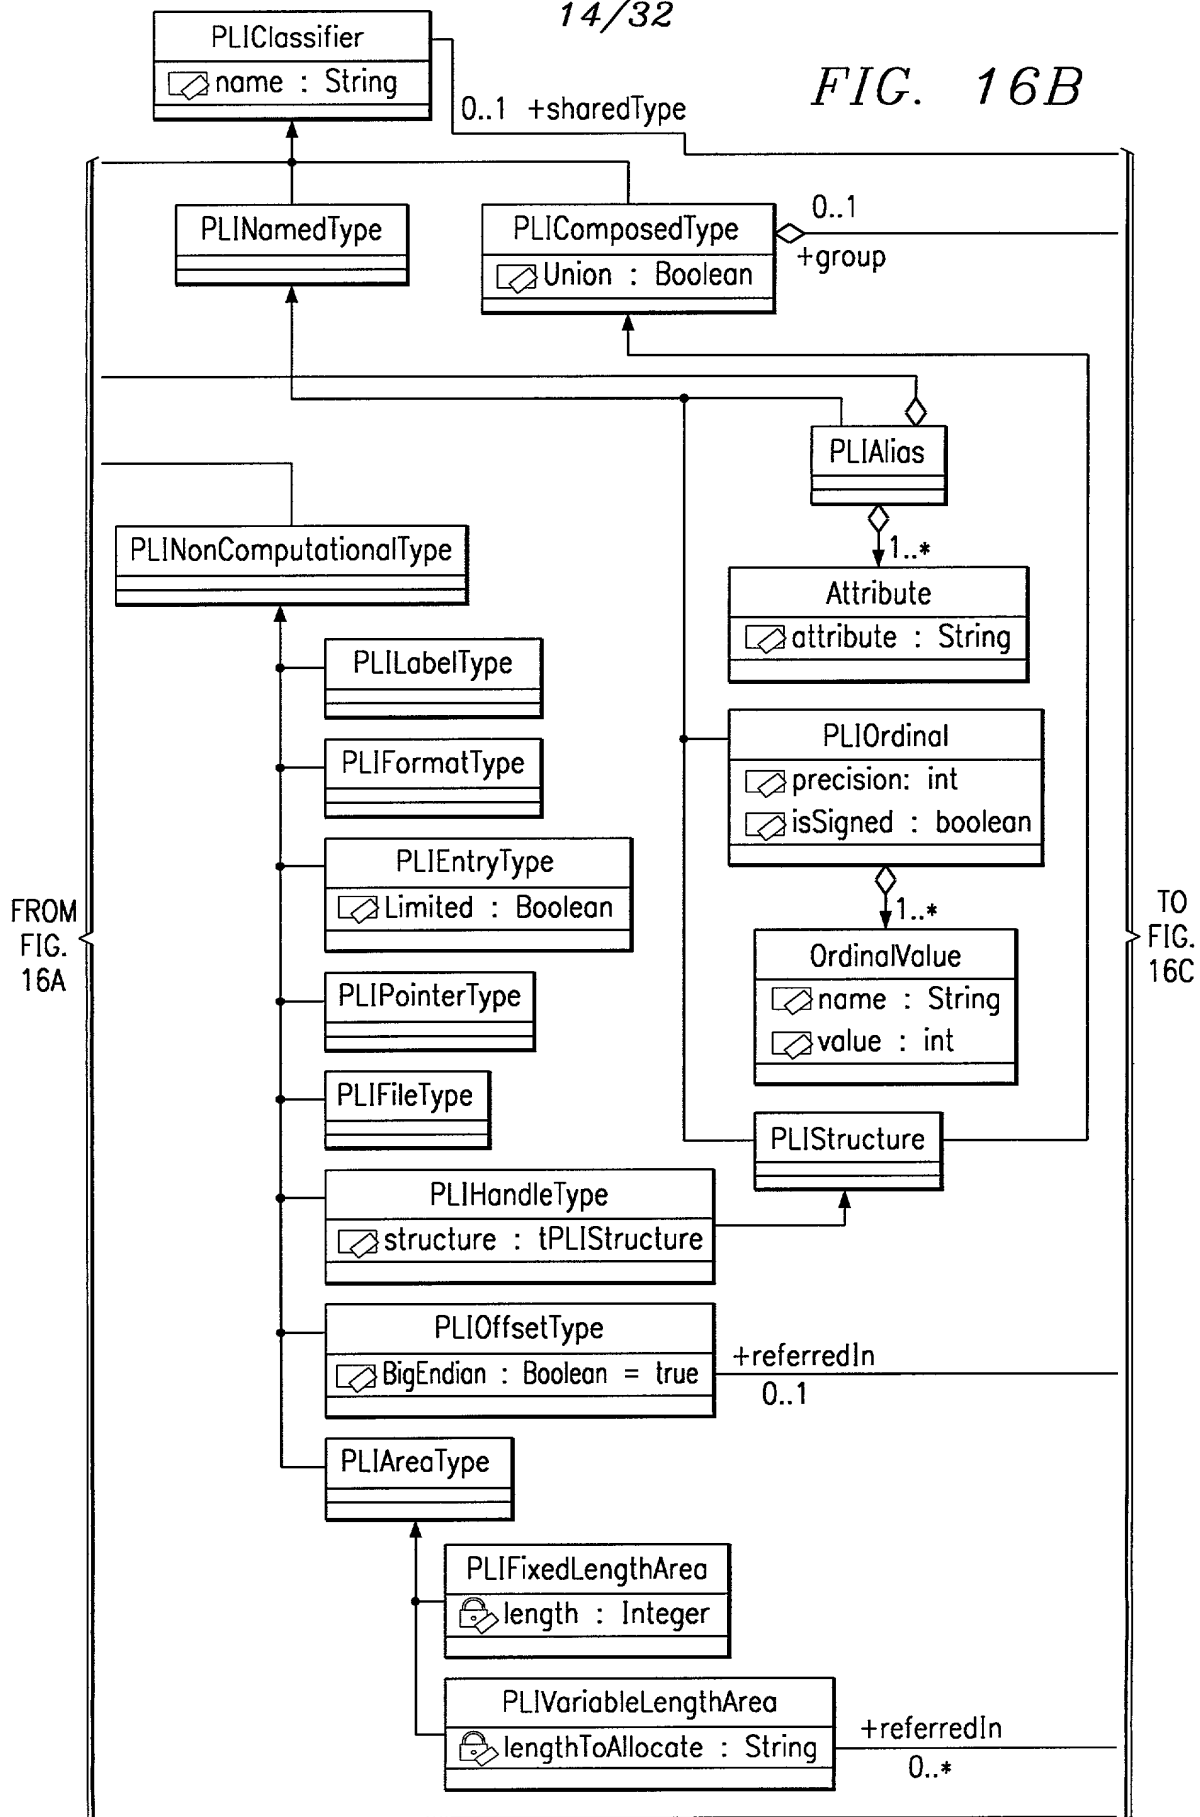 14/32
FIG. 16B
PLIClassifier
name : String
0..1 +sharedType
PLINamedType
PLIComposedType
Union : Boolean
0..1
+group
PLIAlias
1..*
PLINonComputationalType
Attribute
attribute : String
PLILabelType
PLIOrdinal
precision: int
isSigned : boolean
PLIFormatType
1..*
PLIEntryType
Limited : Boolean
FROM
FIG.
16A
TO
FIG.
16C
OrdinalValue
name : String
value : int
PLIPointerType
PLIFileType
PLIStructure
PLIHandleType
structure : tPLIStructure
PLIOffsetType
BigEndian : Boolean = true
+referredIn
0..1
PLIAreaType
PLIFixedLengthArea
length : Integer
PLIVariableLengthArea
lengthToAllocate : String
+referredIn
0..*